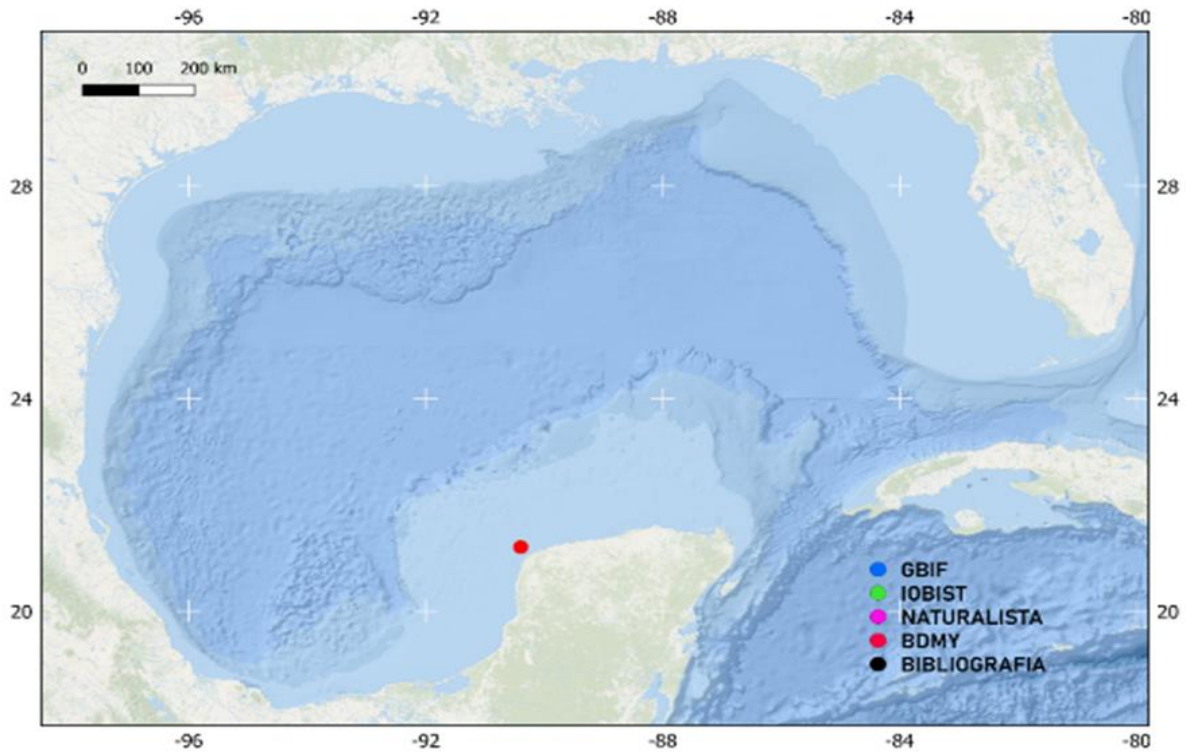 -96 -92 -88 -84 -80
0 100 200 km
28 28
24 24
20 20
GBIF
IOBIST
NATURALISTA
BDMY
BIBLIOGRAFIA
-96 -92 -88 -84 -80